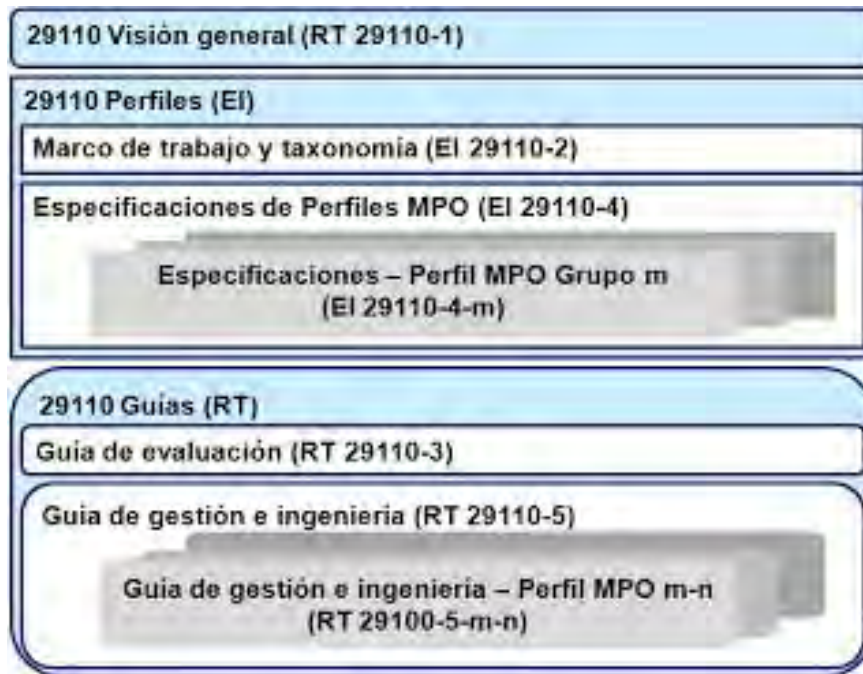 29110 Visión general (RT 29110-1)
29110 Perfiles (EI)
Marco de trabajo y taxonomía (EI 29110-2)
Especificaciones de Perfiles MPO (EI 29110-4)
Especificaciones – Perfil MPO Grupo m
(EI 29110-4-m)
29110 Guías (RT)
Guía de evaluación (RT 29110-3)
Guía de gestión e ingeniería (RT 29110-5)
Guía de gestión e ingeniería – Perfil MPO m-n
(RT 29100-5-m-n)